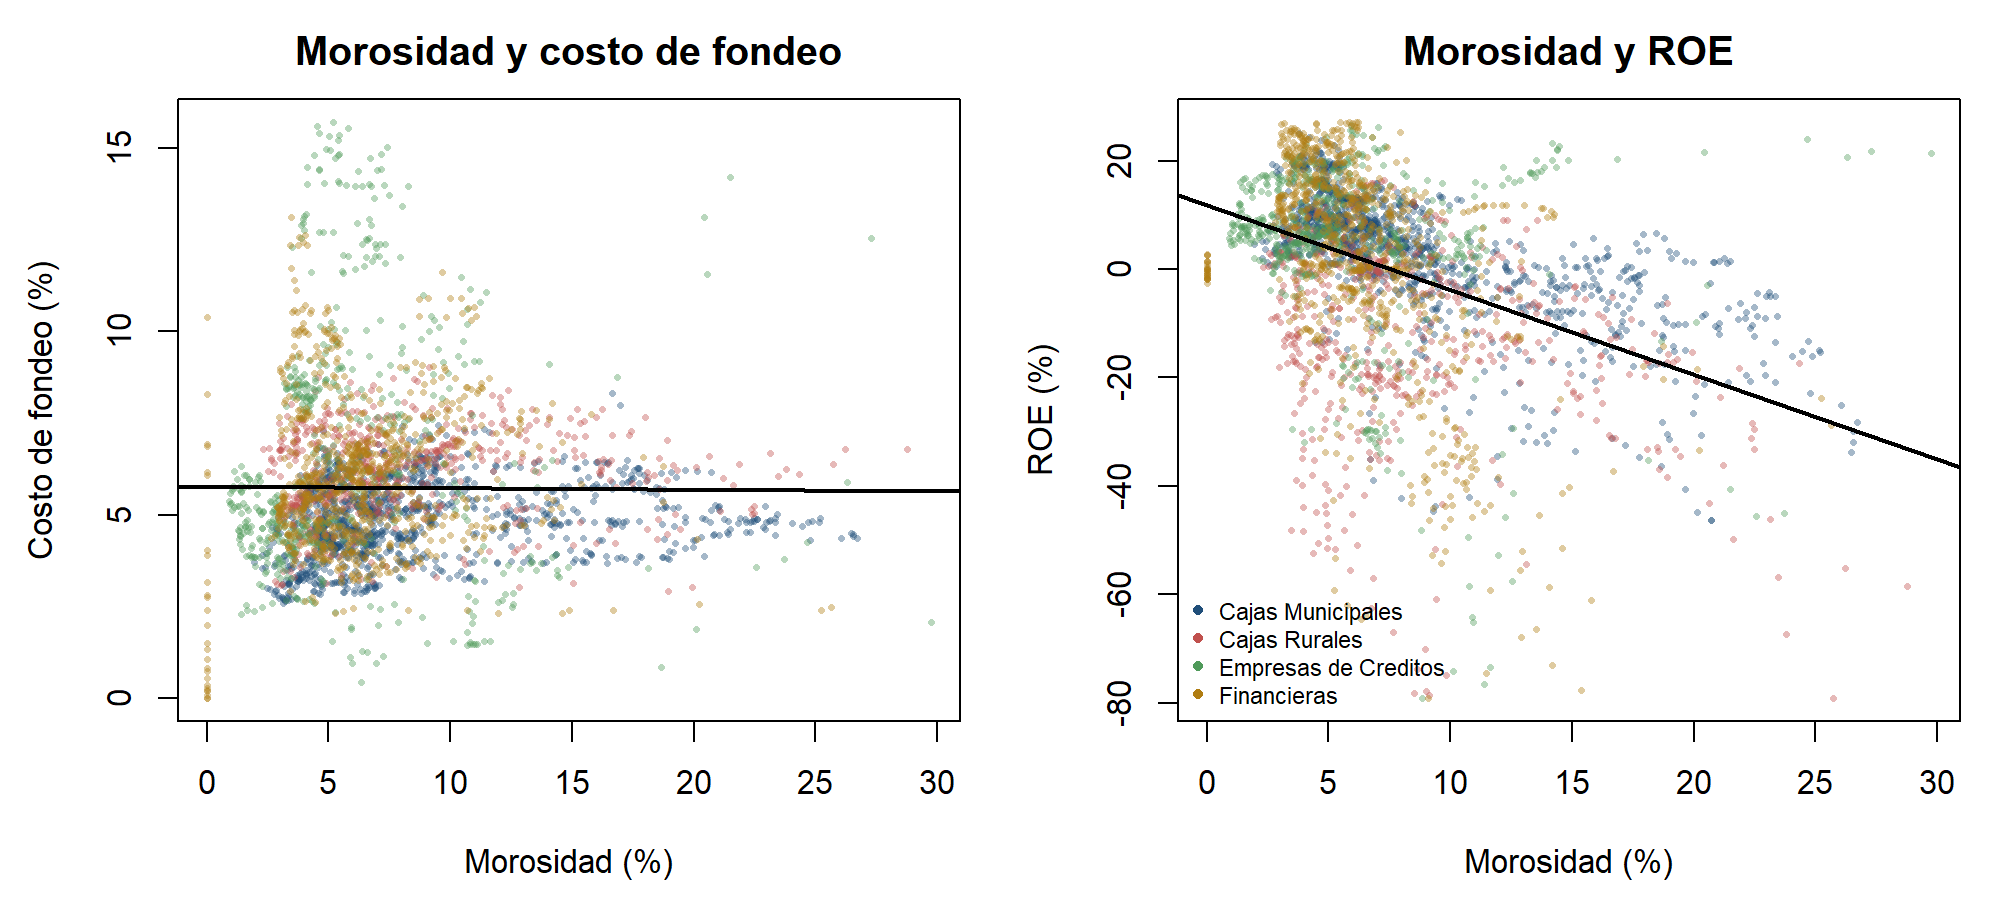 Morosidad y costo de fondeo
Costo de fondeo (%)
15
10
5
0
0 5 10 15 20 25 30
Morosidad (%)
Morosidad y ROE
ROE (%)
20
0
-20
-40
-60
-80
Cajas Municipales
Cajas Rurales
Empresas de Creditos
Financieras
0 5 10 15 20 25 30
Morosidad (%)